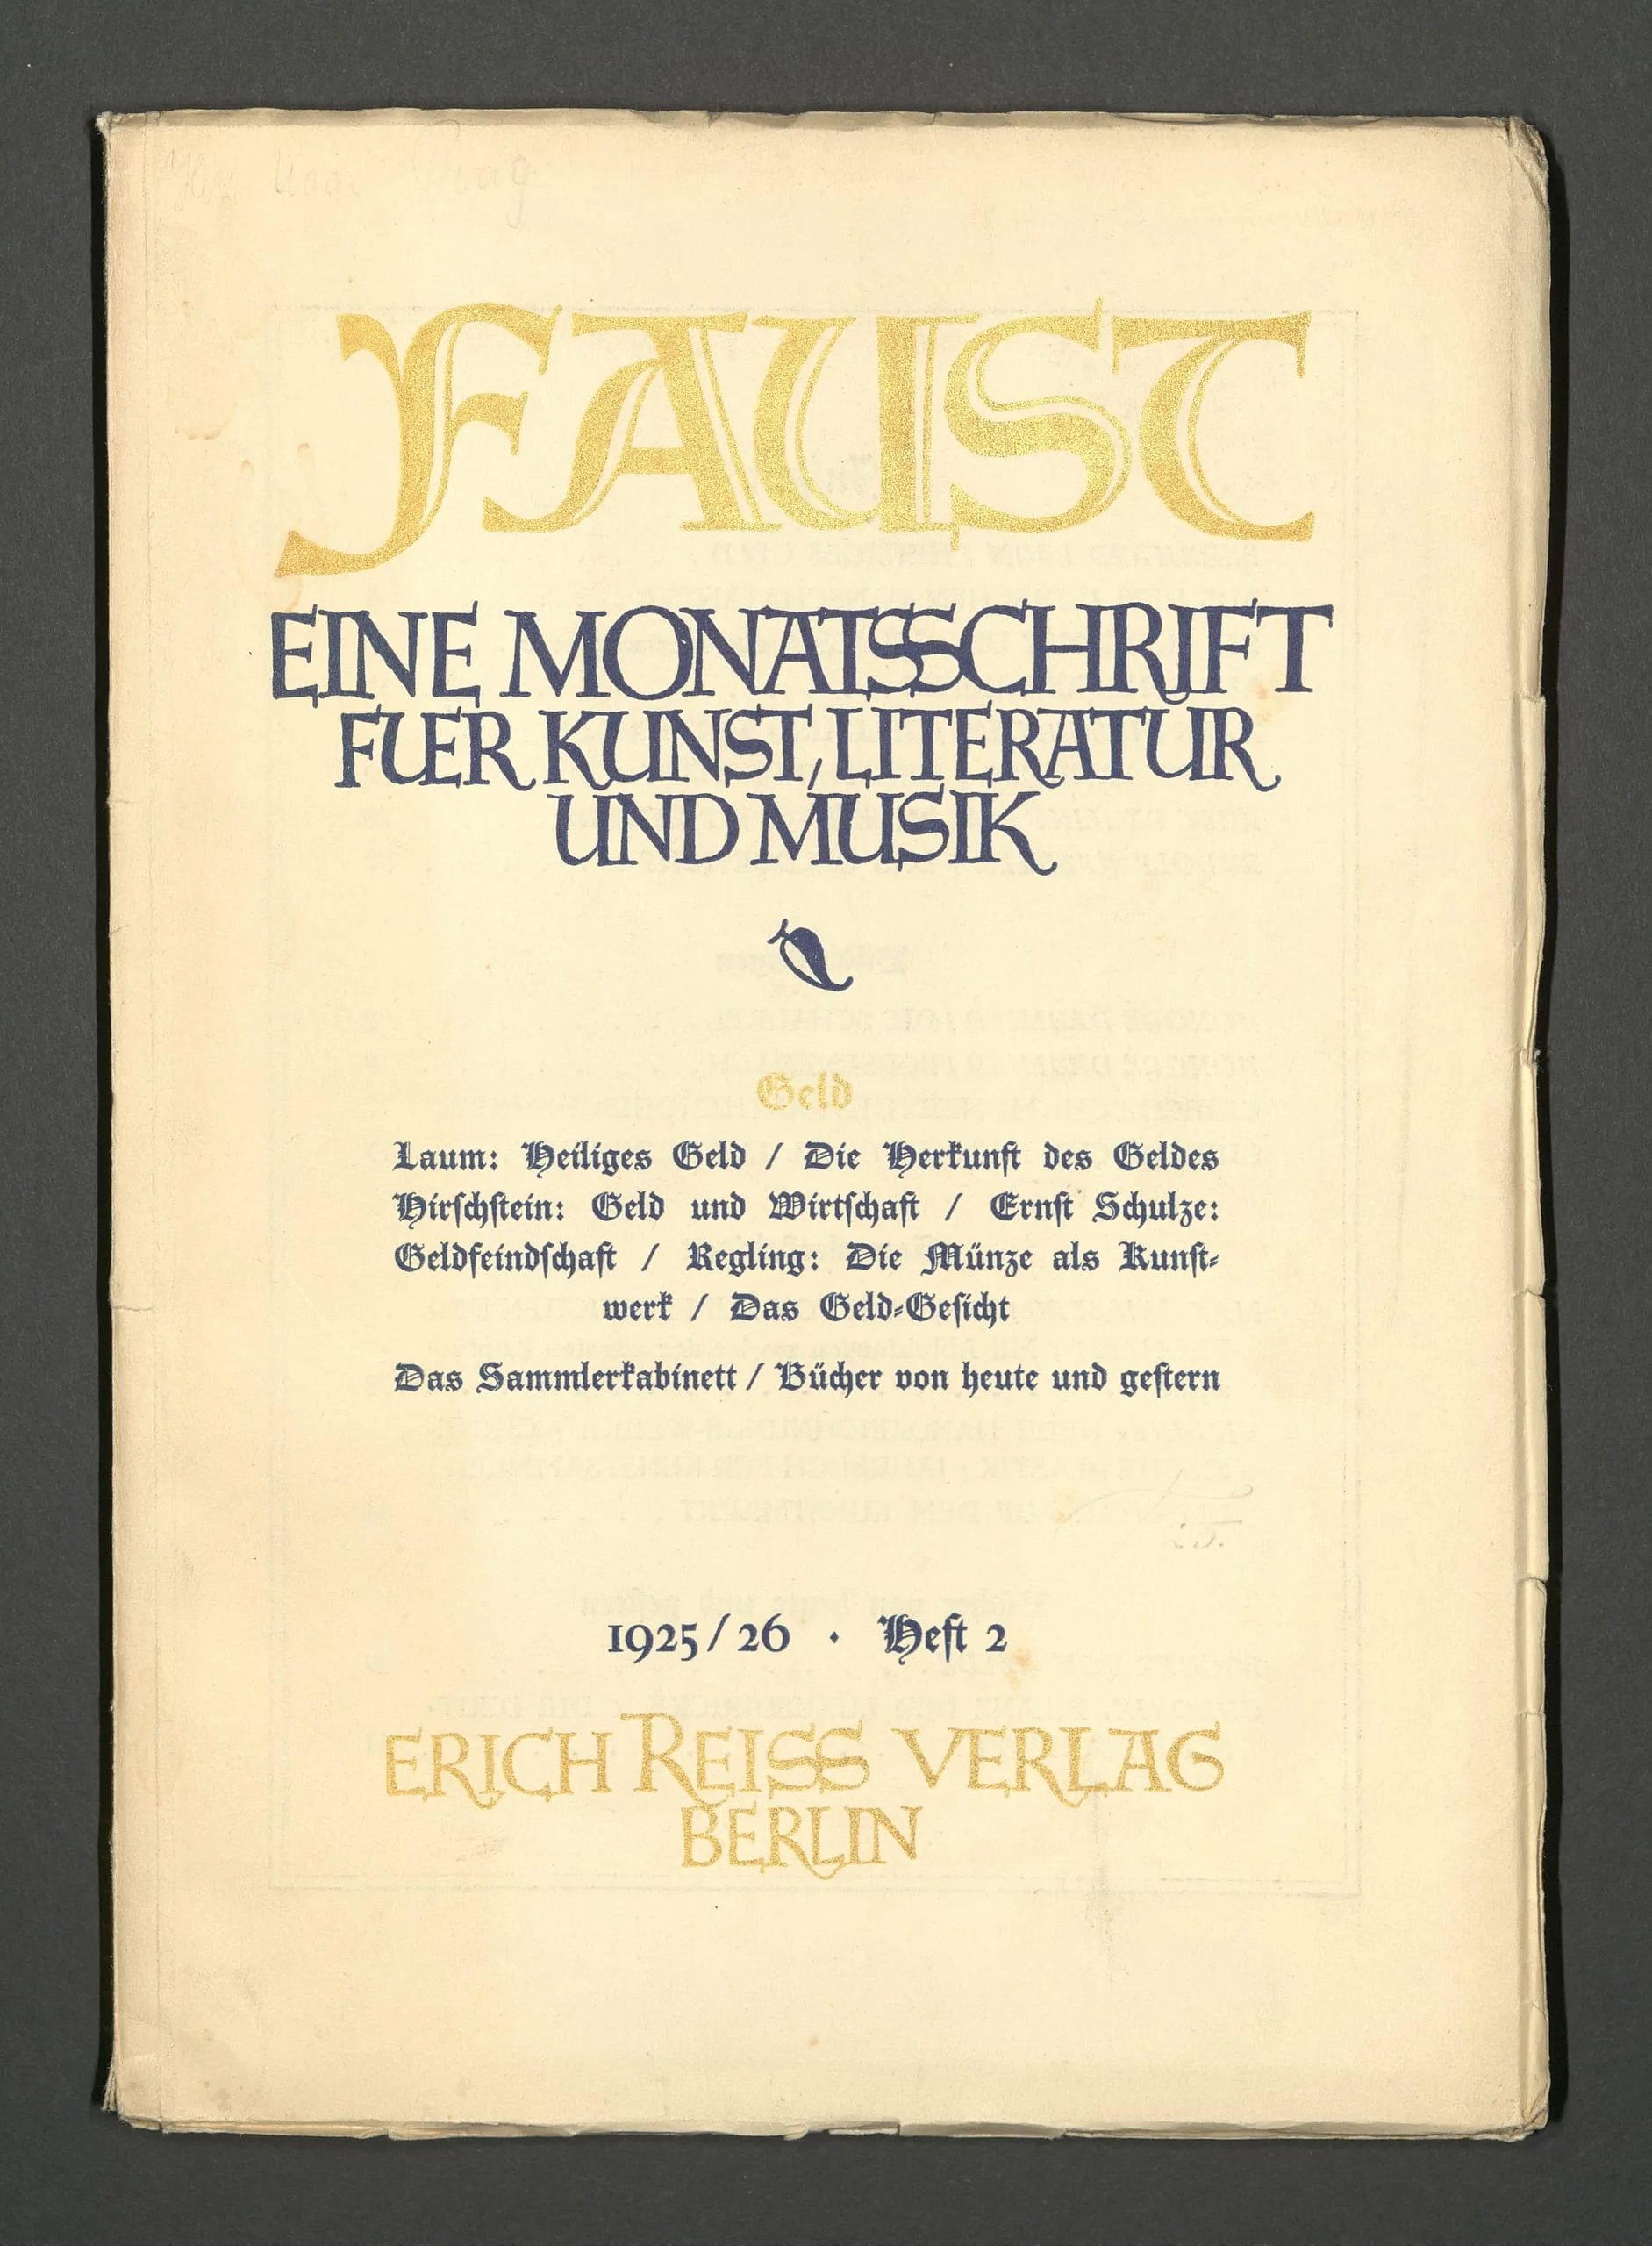 FAUST
EINE MONATSSCHRIFT
FUER KUNST, LITERATUR
UND MUSIK
Geld
Laum: Heiliges Geld / Die Herkunft des Geldes
Hirschstein: Geld und Wirtschaft / Ernst Schulze:
Geldfeindschaft / Regling: Die Münze als Kunst-
werk / Das Geld-Gesicht
Das Sammlerkabinett / Bücher von heute und gestern
1925/26 · Heft 2
ERICH REISS VERLAG
BERLIN